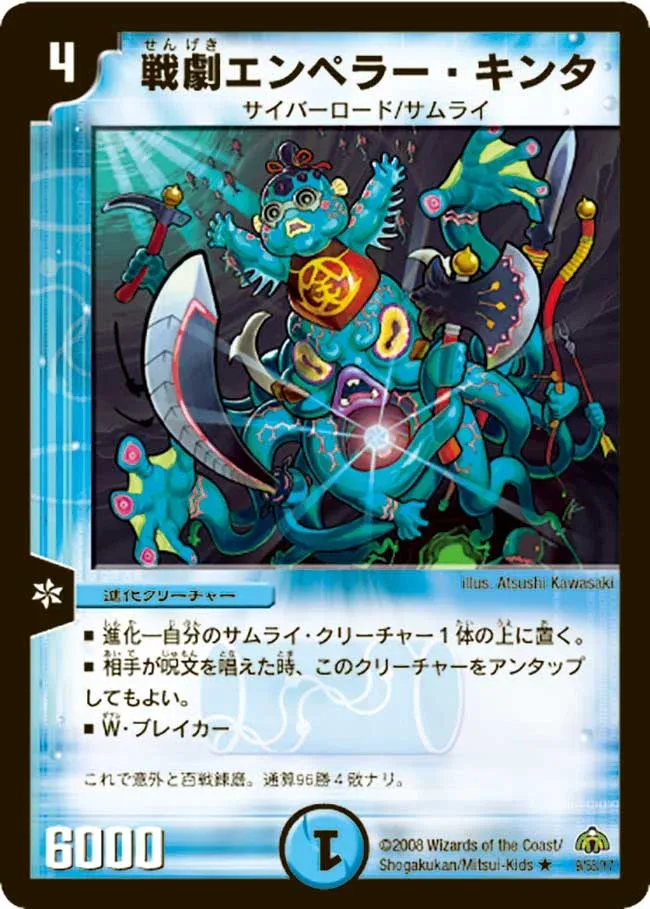 4
せんげき
戦劇エンペラー・キンタ
サイバーロード/サムライ
金
illus. Atsushi Kawasaki
進化クリーチャー
■ 進化―自分のサムライ・クリーチャー1体の上に置く。
■ 相手が呪文を唱えた時、このクリーチャーをアンタップ
してもよい。
■ W・ブレイカー
これで意外と百戦錬磨。通算96勝4敗ナリ。
6000
1
©2008 Wizards of the Coast/
Shogakukan/Mitsui-Kids ★